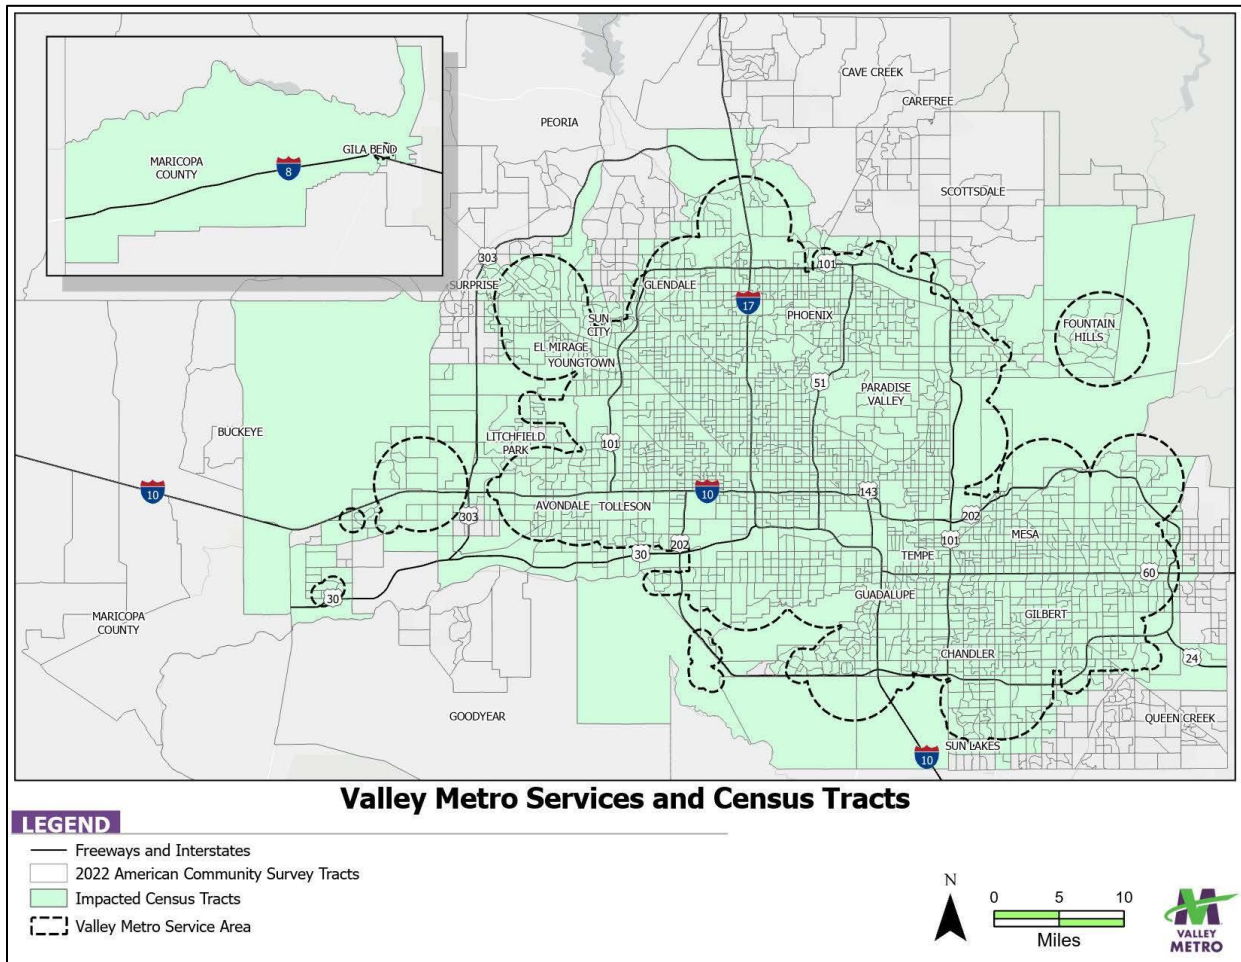 CAVE CREEK
CAREFREE
PEORIA
MARICOPA
COUNTY
GILA BEND
8
SCOTTSDALE
303
101
SURPRISE
GLENDALE
17
PHOENIX
SUN
CITY
FOUNTAIN
HILLS
EL MIRAGE
YOUNGTOWN
51
PARADISE
VALLEY
BUCKEYE
LITCHFIELD
PARK
101
10
10
143
303
AVONDALE
TOLLESON
202
MESA
202
101
30
TEMPE
60
30
GUADALUPE
GILBERT
MARICOPA
COUNTY
CHANDLER
24
GOODYEAR
QUEEN CREEK
SUN LAKES
10
Valley Metro Services and Census Tracts
LEGEND
Freeways and Interstates
2022 American Community Survey Tracts
Impacted Census Tracts
Valley Metro Service Area
N
0 5 10
Miles
VALLEY
METRO